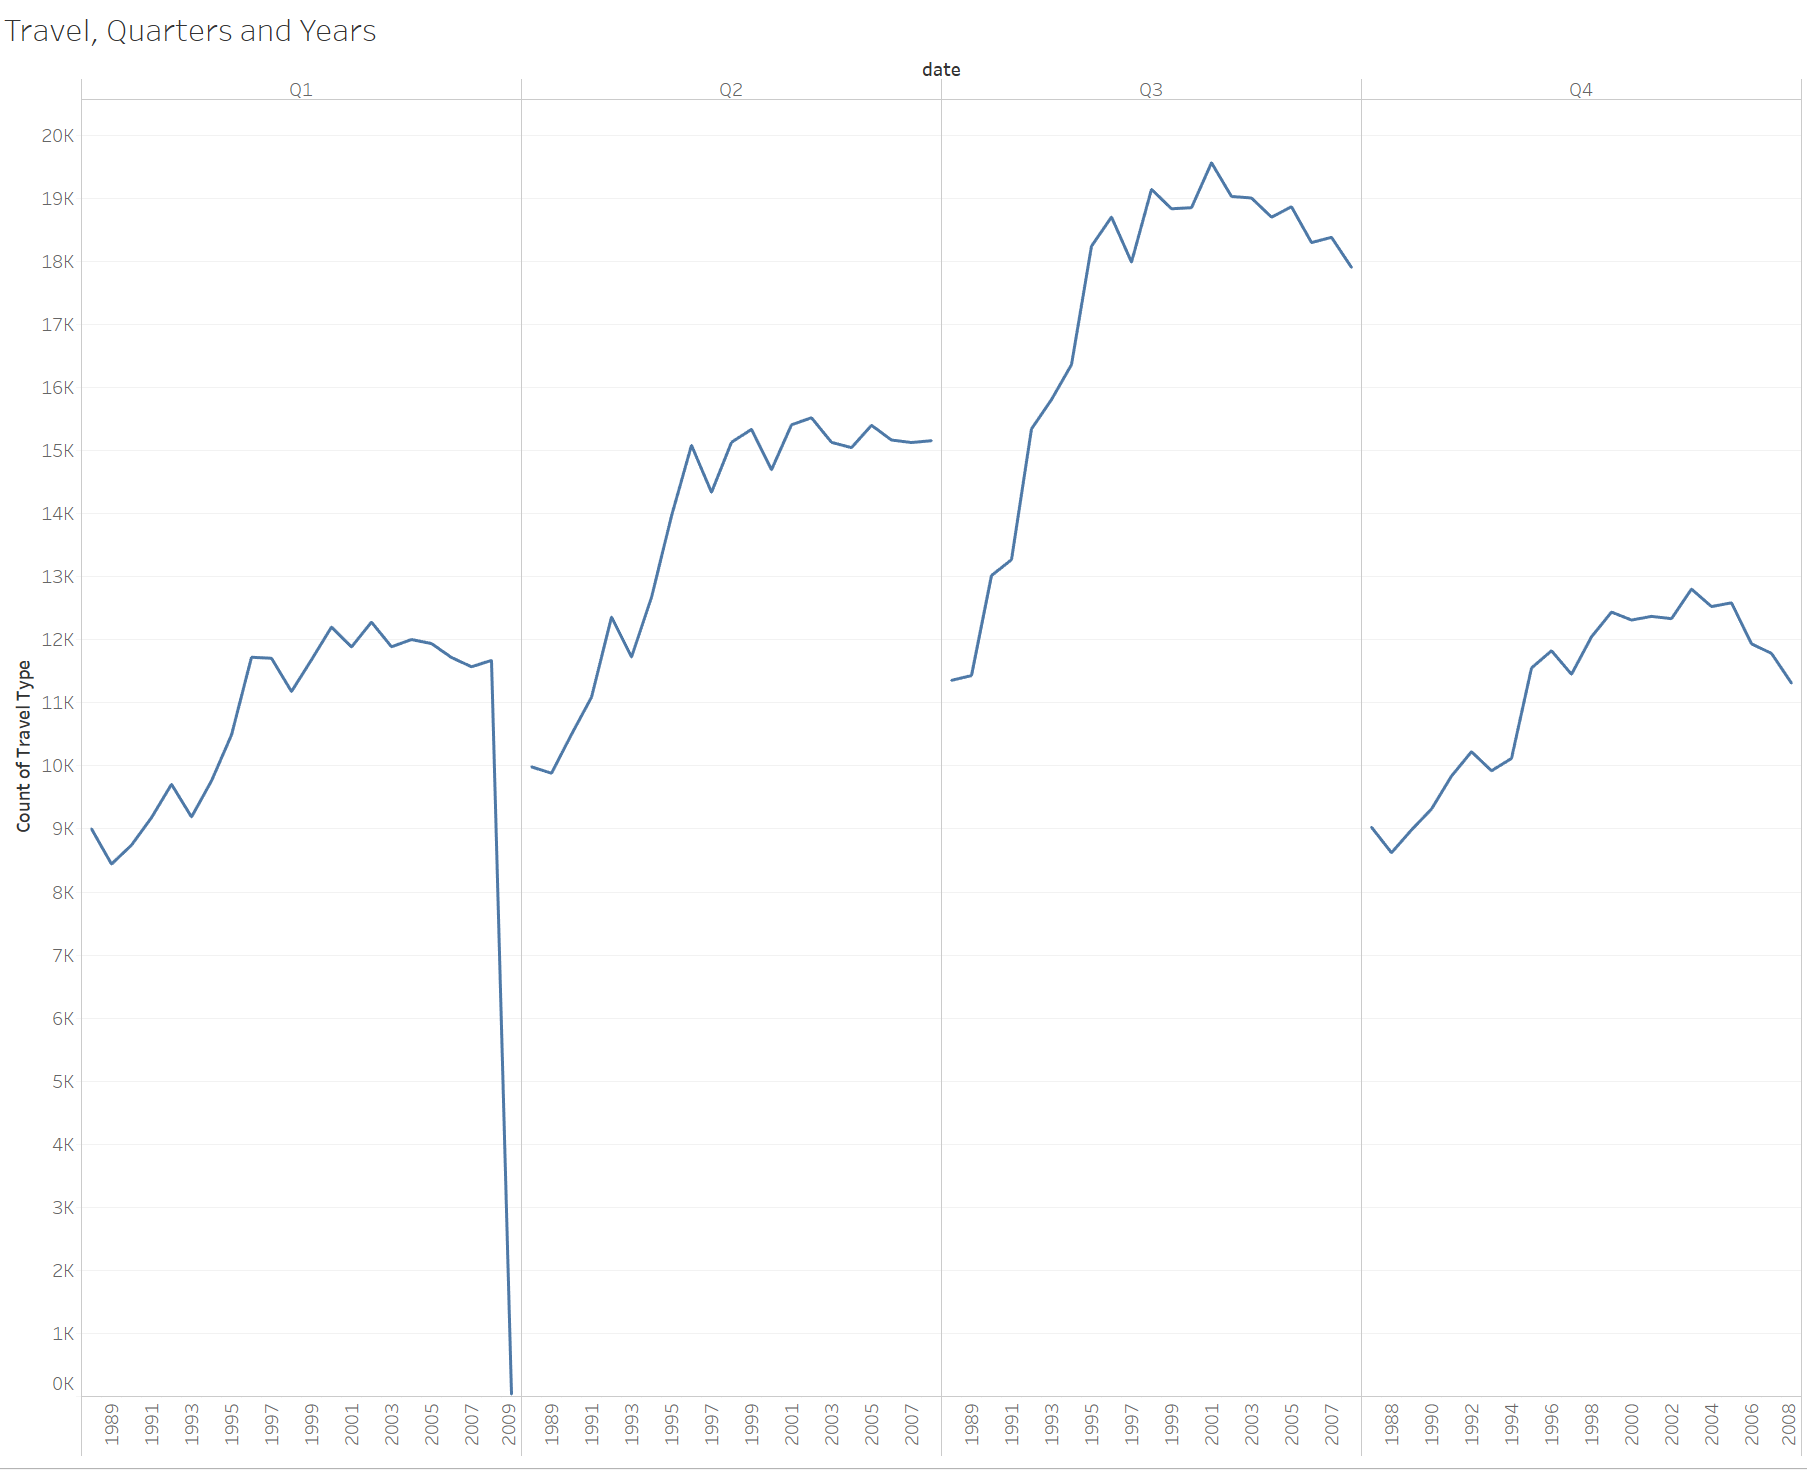 Travel, Quarters and Years
date
Q1 Q2 Q3 Q4
20K
19K
18K
17K
16K
15K
14K
13K
12K
11K
10K
9K
8K
7K
6K
5K
4K
3K
2K
1K
0K
Count of Travel Type
1989 1991 1993 1995 1997 1999 2001 2003 2005 2007 2009 1989 1991 1993 1995 1997 1999 2001 2003 2005 2007 1989 1991 1993 1995 1997 1999 2001 2003 2005 2007 1988 1990 1992 1994 1996 1998 2000 2002 2004 2006 2008